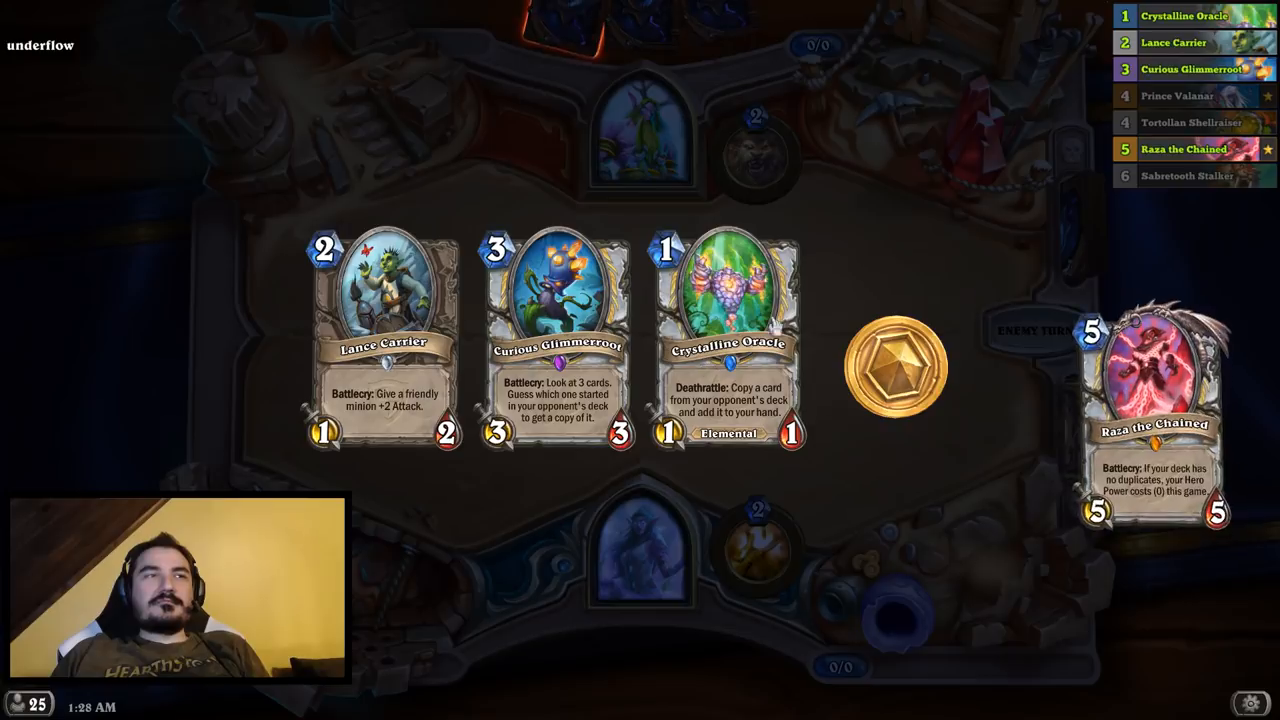 underflow
0/0
1 Crystalline Oracle
2 Lance Carrier
3 Curious Glimmerroot
4 Prince Valanar
4 Tortollan Shellraiser
5 Raza the Chained
6 Sabretooth Stalker
2
2
Lance Carrier
Battlecry: Give a friendly
minion +2 Attack.
1
2
3
Curious Glimmerroot
Battlecry: Look at 3 cards.
Guess which one started
in your opponent's deck
to get a copy of it.
3
3
1
Crystalline Oracle
Deathrattle: Copy a card
from your opponent's deck
and add it to your hand.
Elemental
1
1
ENEMY TURN
5
Raza the Chained
Battlecry: If your deck has
no duplicates, your Hero
Power costs (0) this game.
5
5
2
HEARTHSTO
0/0
25
1:28 AM